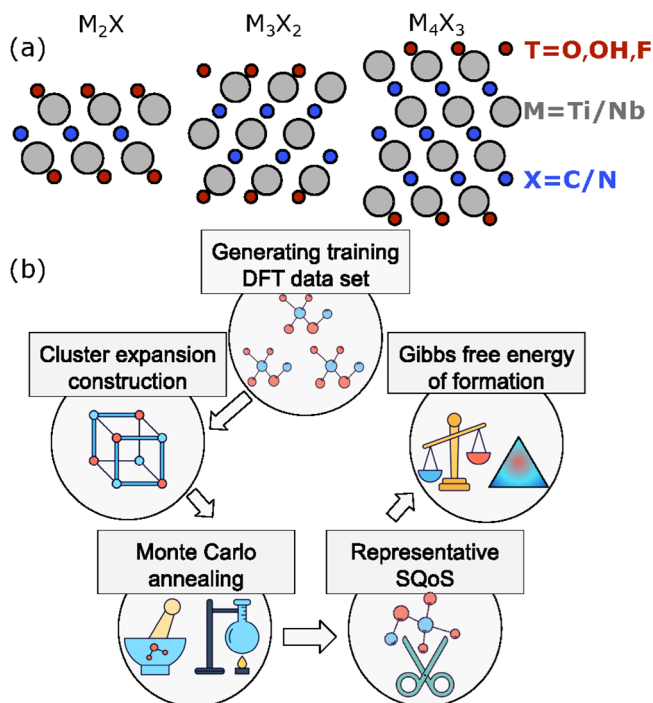 M₂X
M₃X₂
M₄X₃
(a)
T=O,OH,F
M=Ti/Nb
X=C/N
(b)
Generating training
DFT data set
Cluster expansion
construction
Gibbs free energy
of formation
Monte Carlo
annealing
Representative
SQoS